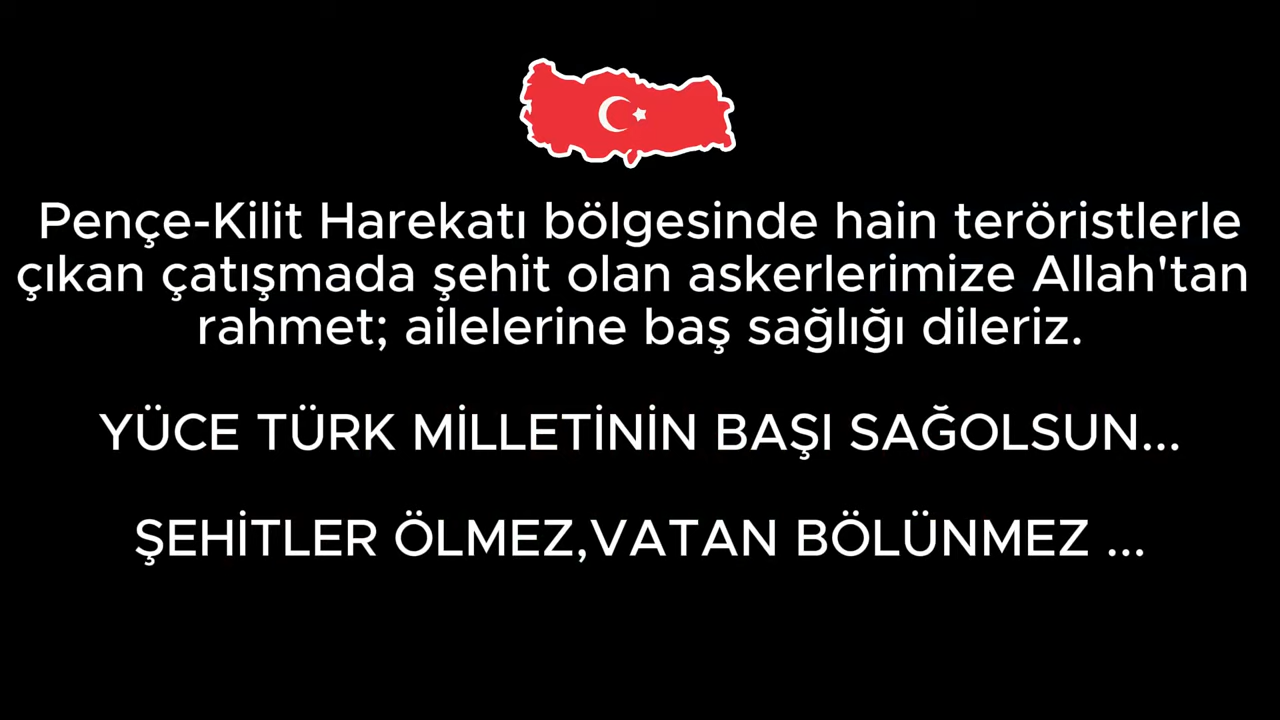 Pençe-Kilit Harekatı bölgesinde hain teröristlerle
çıkan çatışmada şehit olan askerlerimize Allah'tan
rahmet; ailelerine baş sağlığı dileriz.
YÜCE TÜRK MİLLETİNİN BAŞI SAĞOLSUN...
ŞEHİTLER ÖLMEZ,VATAN BÖLÜNMEZ ...